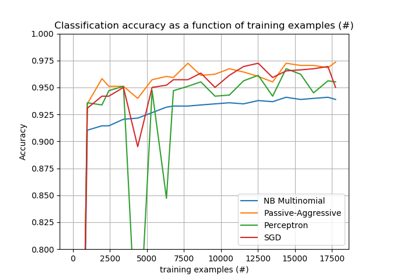 Classification accuracy as a function of training examples (#)
1.000
0.975
0.950
0.925
0.900
0.875
0.850
0.825
0.800
Accuracy
NB Multinomial
Passive-Aggressive
Perceptron
SGD
0 2500 5000 7500 10000 12500 15000 17500
training examples (#)